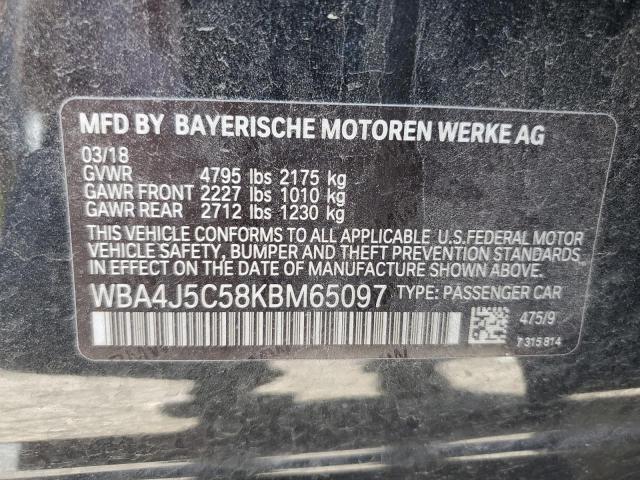 MFD BY BAYERISCHE MOTOREN WERKE AG
03/18
GVWR 4795 lbs 2175 kg
GAWR FRONT 2227 lbs 1010 kg
GAWR REAR 2712 lbs 1230 kg
THIS VEHICLE CONFORMS TO ALL APPLICABLE U.S. FEDERAL MOTOR
VEHICLE SAFETY, BUMPER AND THEFT PREVENTION STANDARDS
IN EFFECT ON THE DATE OF MANUFACTURE SHOWN ABOVE.
WBA4J5C58KBM65097 TYPE: PASSENGER CAR
475/9
7 315 814